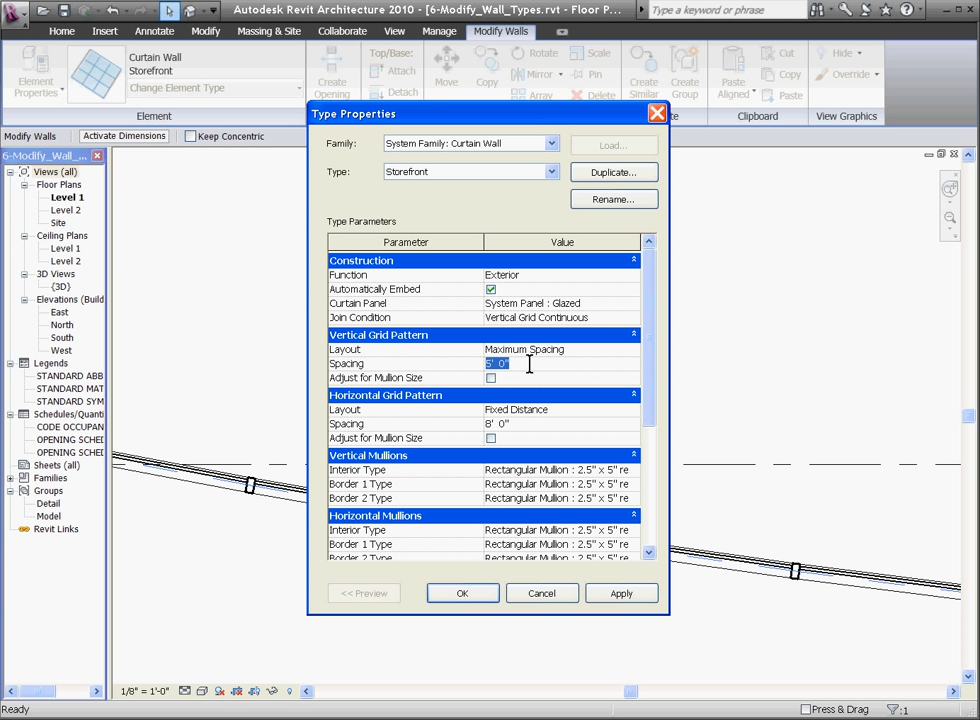 Autodesk Revit Architecture 2010 - [6-Modify_Wall_Types.rvt - Floor P...
Type a keyword or phrase
Home Insert Annotate Modify Massing & Site Collaborate View Manage Modify Walls
Element Properties
Curtain Wall
Storefront
Change Element Type
Create Opening
Top/Base:
Attach
Detach
Move
Copy
Rotate
Mirror
Array
Scale
Pin
Delete
Create Similar
Create Group
Paste Aligned
Cut
Copy
Paste
Hide
Override
Element
Clipboard
View Graphics
Modify Walls
Activate Dimensions
Keep Concentric
6-Modify_Wall_...
Views (all)
Floor Plans
Level 1
Level 2
Site
Ceiling Plans
Level 1
Level 2
3D Views
{3D}
Elevations (Build
East
North
South
West
Legends
STANDARD ABB
STANDARD MAT
STANDARD SYM
Schedules/Quanti
CODE OCCUPAN
OPENING SCHED
OPENING SCHED
Sheets (all)
Families
Groups
Detail
Model
Revit Links
Type Properties
Family: System Family: Curtain Wall Load...
Type: Storefront Duplicate...
Rename...
Type Parameters
Parameter Value
Construction
Function Exterior
Automatically Embed
Curtain Panel System Panel : Glazed
Join Condition Vertical Grid Continuous
Vertical Grid Pattern
Layout Maximum Spacing
Spacing 5' 0"
Adjust for Mullion Size
Horizontal Grid Pattern
Layout Fixed Distance
Spacing 8' 0"
Adjust for Mullion Size
Vertical Mullions
Interior Type Rectangular Mullion : 2.5" x 5" re
Border 1 Type Rectangular Mullion : 2.5" x 5" re
Border 2 Type Rectangular Mullion : 2.5" x 5" re
Horizontal Mullions
Interior Type Rectangular Mullion : 2.5" x 5" re
Border 1 Type Rectangular Mullion : 2.5" x 5" re
Border 2 Type Rectangular Mullion : 2.5" x 5" re
<< Preview OK Cancel Apply
1/8" = 1'-0"
Ready
Press & Drag
:1